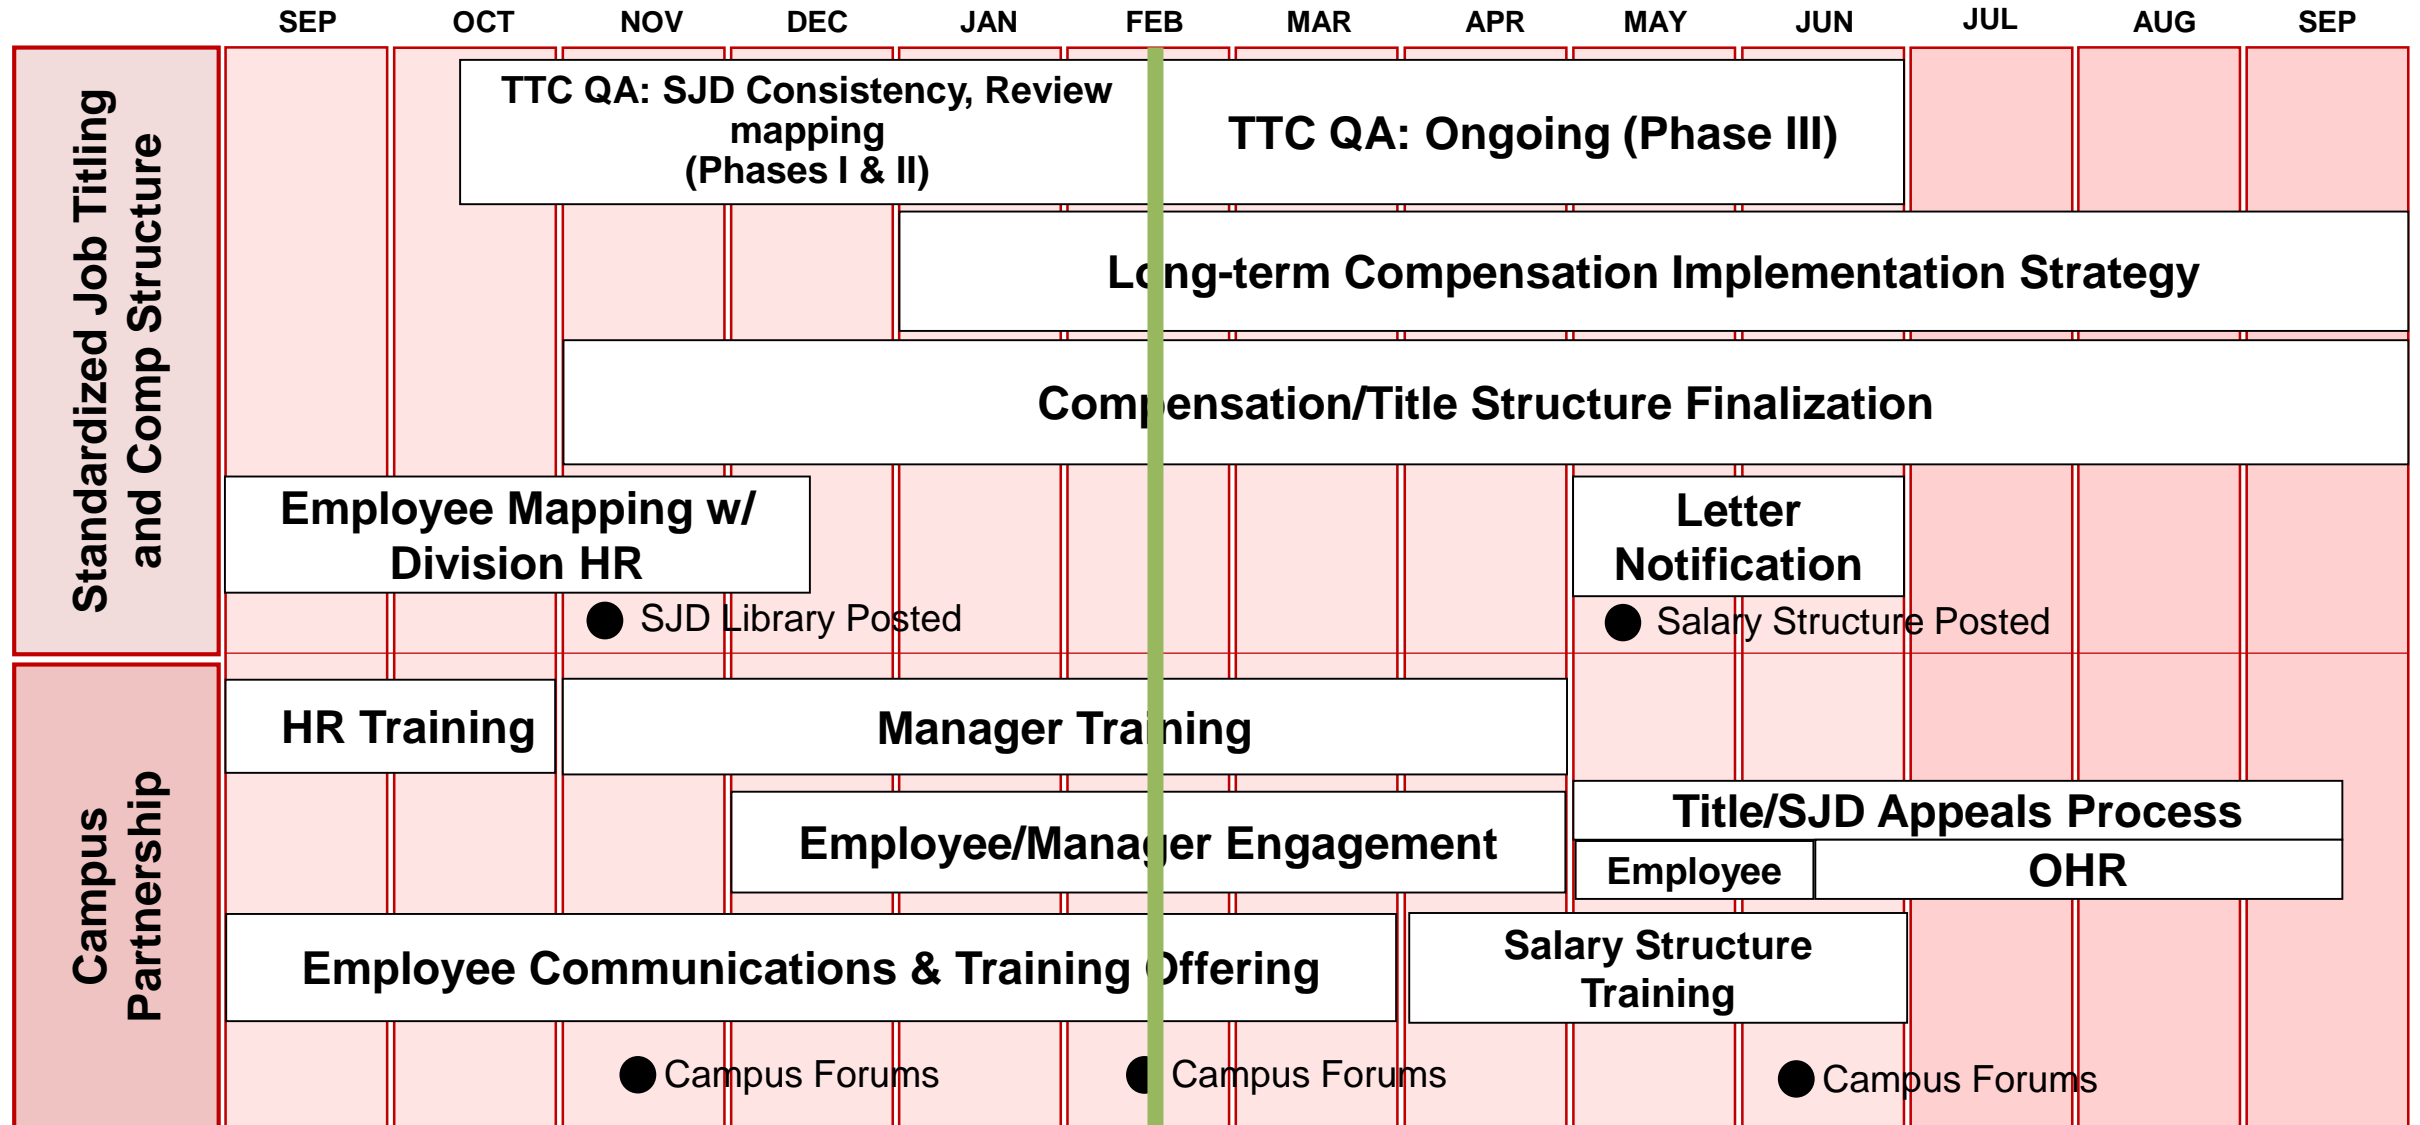 SEP OCT NOV DEC JAN FEB MAR APR MAY JUN JUL AUG SEP
Standardized Job Titling
and Comp Structure
TTC QA: SJD Consistency, Review
mapping
(Phases I & II)
TTC QA: Ongoing (Phase III)
Long-term Compensation Implementation Strategy
Compensation/Title Structure Finalization
Employee Mapping w/
Division HR
Letter
Notification
SJD Library Posted
Salary Structure Posted
Campus
Partnership
HR Training
Manager Training
Employee/Manager Engagement
Title/SJD Appeals Process
Employee
OHR
Employee Communications & Training Offering
Salary Structure
Training
Campus Forums
Campus Forums
Campus Forums